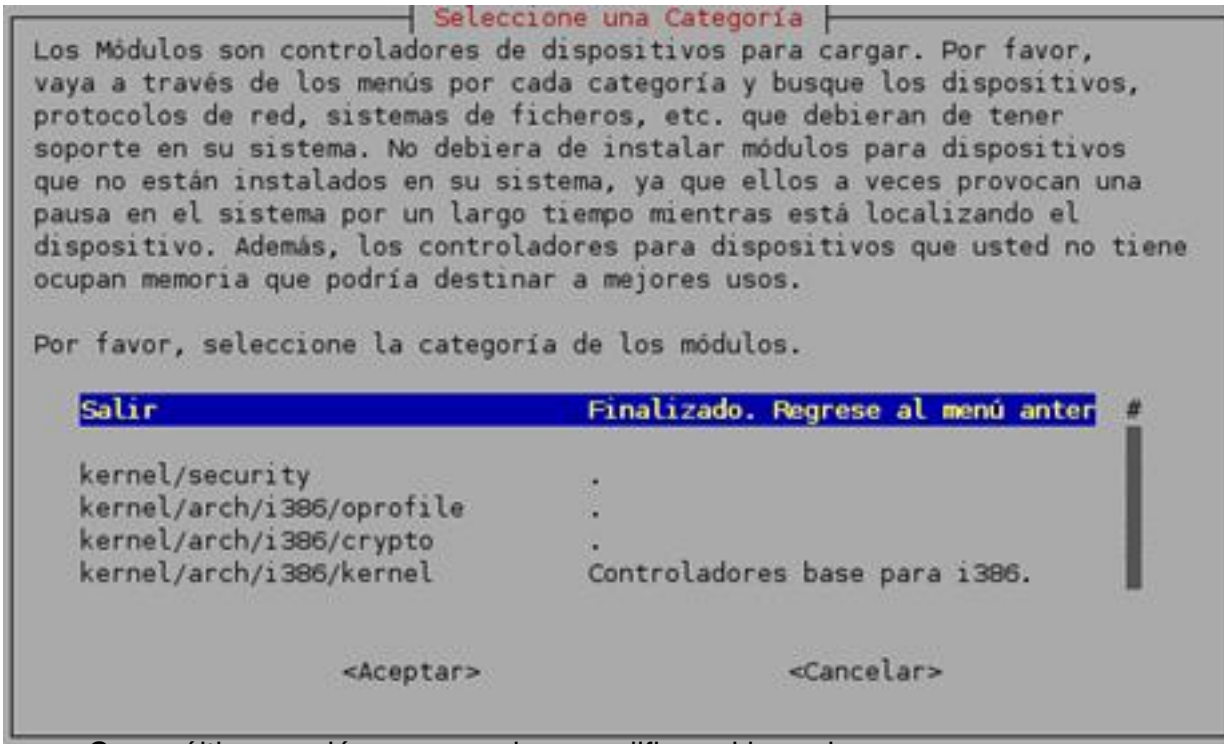 Seleccione una Categoría
Los Módulos son controladores de dispositivos para cargar. Por favor,
vaya a través de los menús por cada categoría y busque los dispositivos,
protocolos de red, sistemas de ficheros, etc. que debieran de tener
soporte en su sistema. No debiera de instalar módulos para dispositivos
que no están instalados en su sistema, ya que ellos a veces provocan una
pausa en el sistema por un largo tiempo mientras está localizando el
dispositivo. Además, los controladores para dispositivos que usted no tiene
ocupan memoria que podría destinar a mejores usos.
Por favor, seleccione la categoría de los módulos.
Salir Finalizado. Regrese al menú anter #
kernel/security .
kernel/arch/i386/oprofile .
kernel/arch/i386/crypto .
kernel/arch/i386/kernel Controladores base para i386.
<Aceptar> <Cancelar>